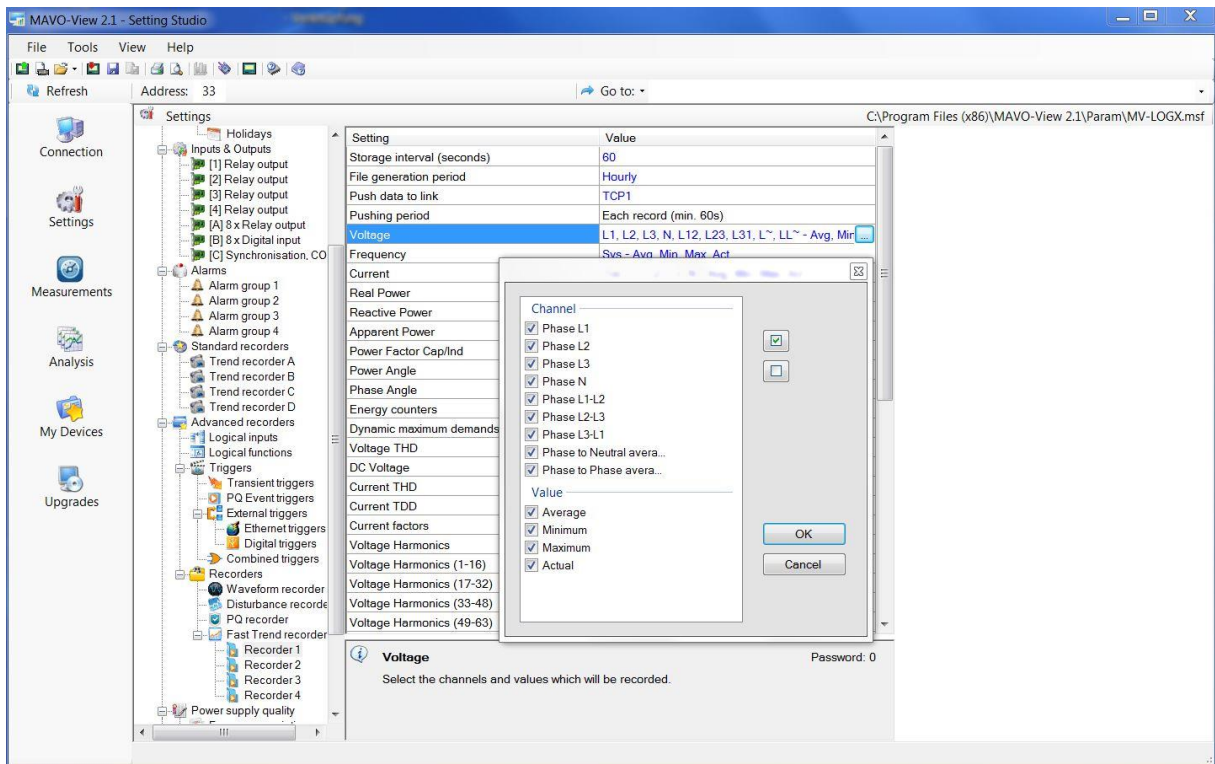 MAVO-View 2.1 - Setting Studio
File Tools View Help
Refresh Address: 33 Go to:
Settings C:\Program Files (x86)\MAVO-View 2.1\Param\MV-LOGX.msf
Connection
Settings
Measurements
Analysis
My Devices
Upgrades
Holidays
Inputs & Outputs
[1] Relay output
[2] Relay output
[3] Relay output
[4] Relay output
[A] 8 x Relay output
[B] 8 x Digital input
[C] Synchronisation, CO
Alarms
Alarm group 1
Alarm group 2
Alarm group 3
Alarm group 4
Standard recorders
Trend recorder A
Trend recorder B
Trend recorder C
Trend recorder D
Advanced recorders
Logical inputs
Logical functions
Triggers
Transient triggers
PQ Event triggers
External triggers
Ethernet triggers
Digital triggers
Combined triggers
Recorders
Waveform recorder
Disturbance recorde
PQ recorder
Fast Trend recorder
Recorder 1
Recorder 2
Recorder 3
Recorder 4
Power supply quality
Setting Value
Storage interval (seconds) 60
File generation period Hourly
Push data to link TCP1
Pushing period Each record (min. 60s)
Voltage L1, L2, L3, N, L12, L23, L31, L~, LL~ - Avg, Min ...
Frequency Sys - Avg, Min, Max, Act
Current
Real Power
Reactive Power
Apparent Power
Power Factor Cap/Ind
Power Angle
Phase Angle
Energy counters
Dynamic maximum demands
Voltage THD
DC Voltage
Current THD
Current TDD
Current factors
Voltage Harmonics
Voltage Harmonics (1-16)
Voltage Harmonics (17-32)
Voltage Harmonics (33-48)
Voltage Harmonics (49-63)
Channel
Phase L1
Phase L2
Phase L3
Phase N
Phase L1-L2
Phase L2-L3
Phase L3-L1
Phase to Neutral avera...
Phase to Phase avera...
Value
Average
Minimum
Maximum
Actual
OK
Cancel
Voltage Password: 0
Select the channels and values which will be recorded.